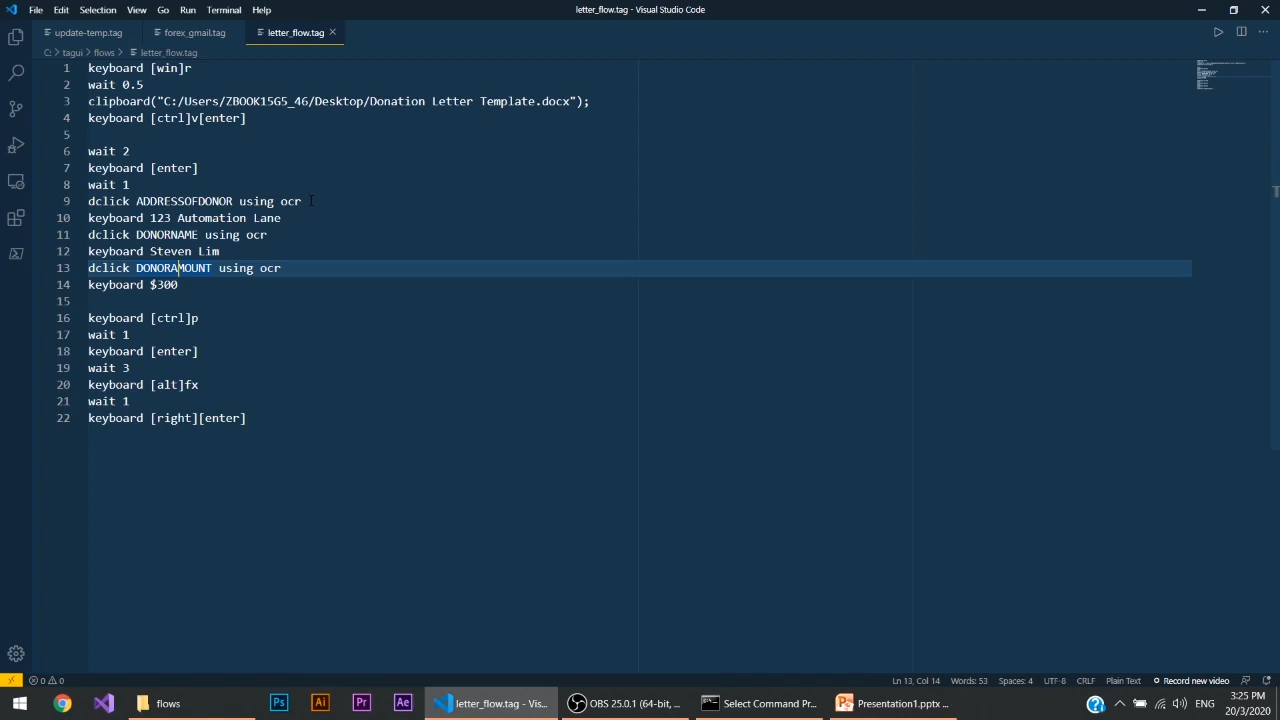 File Edit Selection View Go Run Terminal Help letter_flow.tag - Visual Studio Code
update-temp.tag forex_gmail.tag letter_flow.tag
C: > tagui > flows > letter_flow.tag
1 keyboard [win]r
2 wait 0.5
3 clipboard("C:/Users/ZBOOK15G5_46/Desktop/Donation Letter Template.docx");
4 keyboard [ctrl]v[enter]
5
6 wait 2
7 keyboard [enter]
8 wait 1
9 dclick ADDRESSOFDONOR using ocr
10 keyboard 123 Automation Lane
11 dclick DONORNAME using ocr
12 keyboard Steven Lim
13 dclick DONORAMOUNT using ocr
14 keyboard $300
15
16 keyboard [ctrl]p
17 wait 1
18 keyboard [enter]
19 wait 3
20 keyboard [alt]fx
21 wait 1
22 keyboard [right][enter]
0 0 Ln 13, Col 14 Words: 53 Spaces: 4 UTF-8 CRLF Plain Text Record new video
flows Ps Ai Pr Ae letter_flow.tag - Vis... OBS 25.0.1 (64-bit, ... Select Command Pr... Presentation1.pptx ... ENG 3:25 PM
20/3/2020